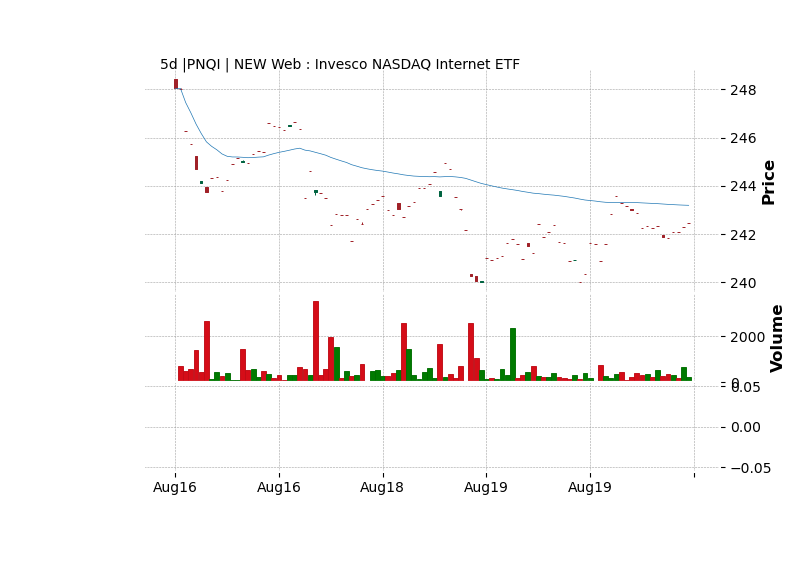 5d |PNQI | NEW Web : Invesco NASDAQ Internet ETF
248
246
244
242
240
Price
2000
0
Volume
0.05
0.00
−0.05
Aug16 Aug16 Aug18 Aug19 Aug19